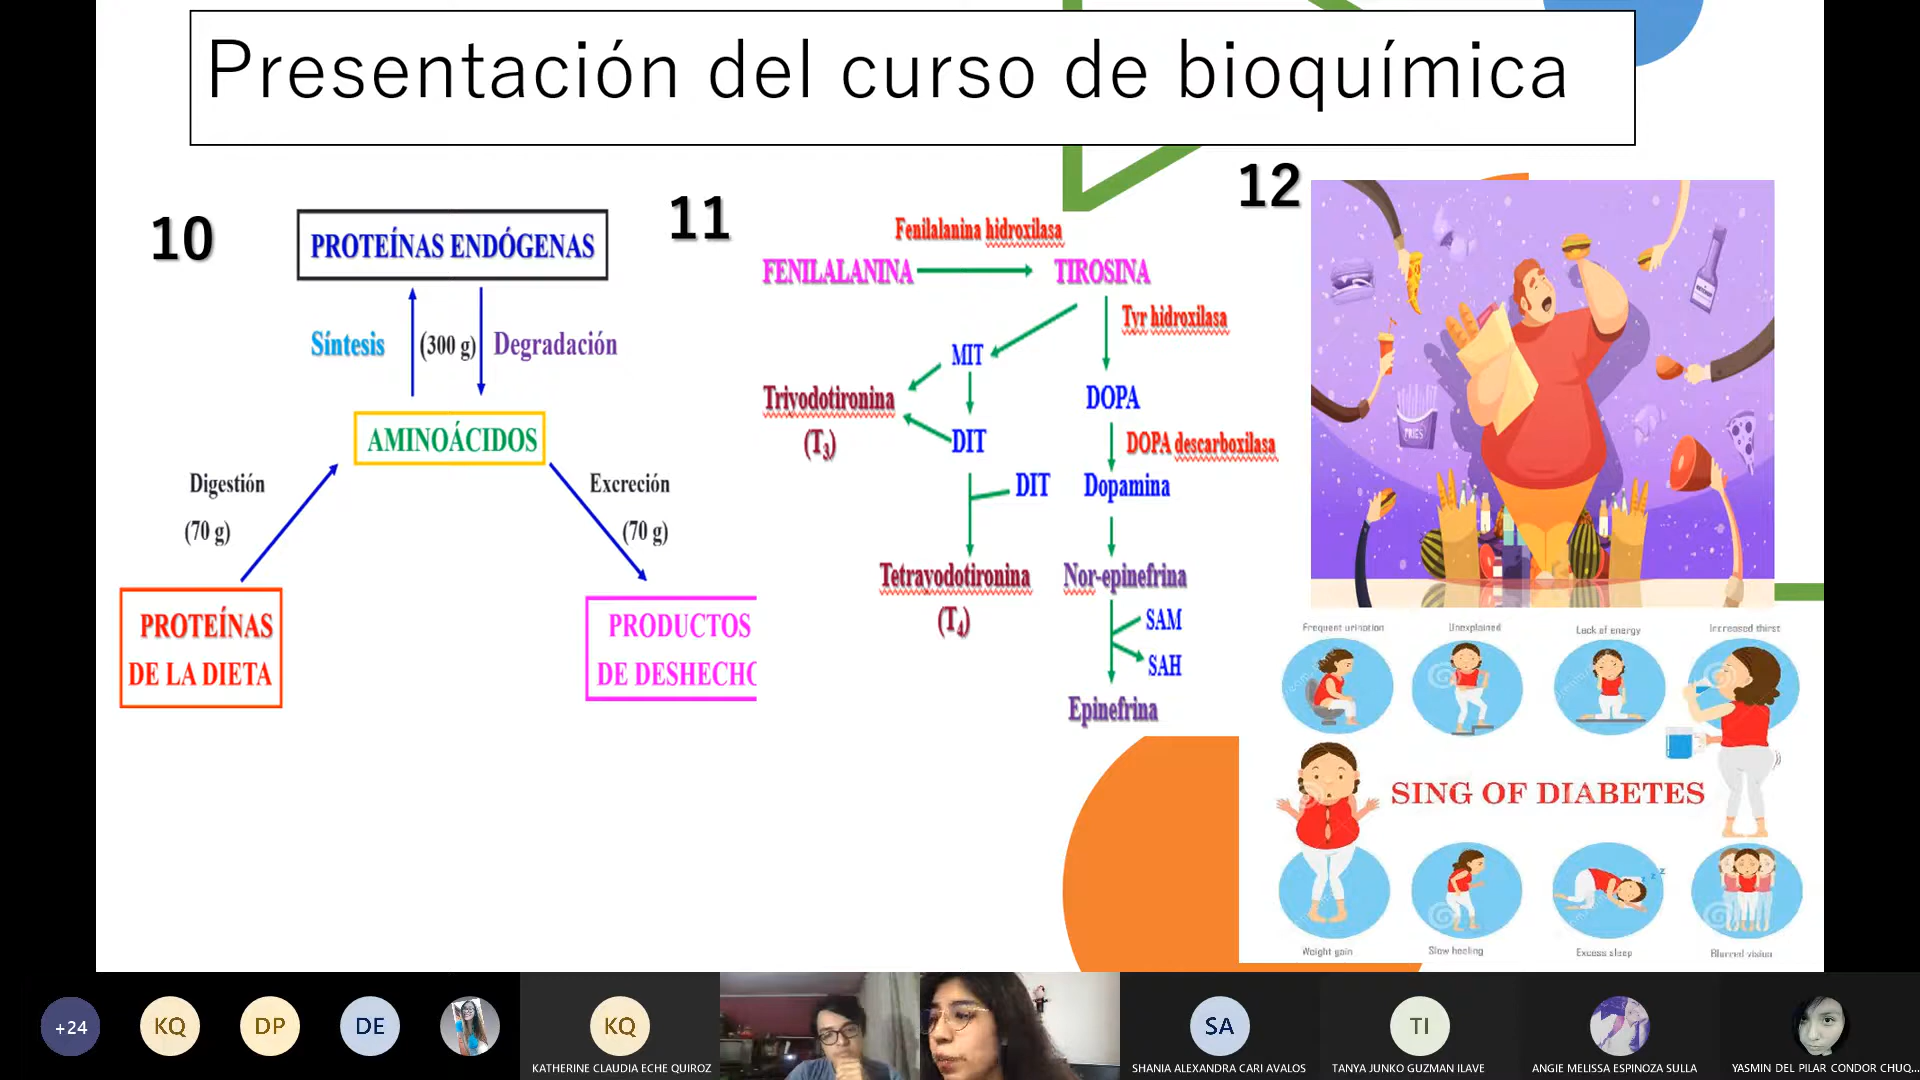 Presentación del curso de bioquímica
10
PROTEÍNAS ENDÓGENAS
Síntesis
(300 g)
Degradación
AMINOÁCIDOS
Digestión
(70 g)
Excreción
(70 g)
PROTEÍNAS
DE LA DIETA
PRODUCTOS
DE DESHECHO
11
Fenilalanina hidroxilasa
FENILALANINA
TIROSINA
Tyr hidroxilasa
MIT
Triyodotironina
(T3)
DOPA
DIT
DOPA descarboxilasa
DIT
Dopamina
Tetrayodotironina
(T4)
Nor-epinefrina
SAM
SAH
Epinefrina
12
FRIES
Frequent urination
Unexplained
Lack of energy
Increased thirst
SING OF DIABETES
Weight gain
Slow heeling
Excess sleep
Blurred vision
+24
KQ
DP
DE
KQ
KATHERINE CLAUDIA ECHE QUIROZ
SA
SHANIA ALEXANDRA CARI AVALOS
TI
TANYA JUNKO GUZMAN ILAVE
ANGIE MELISSA ESPINOZA SULLA
YASMIN DEL PILAR CONDOR CHUQ...